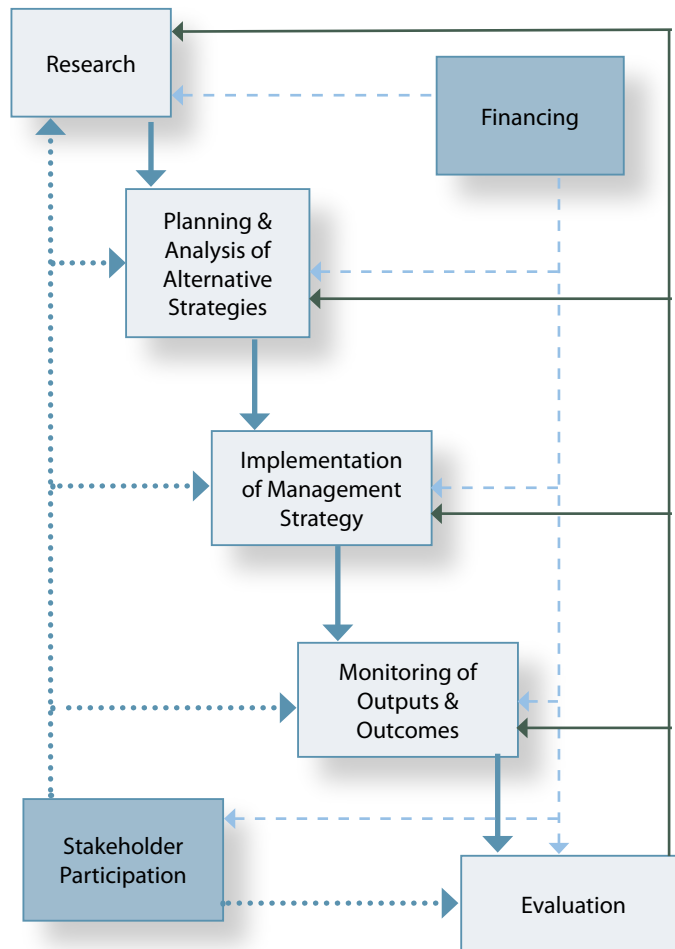 Research
Financing
Planning &
Analysis of
Alternative
Strategies
Implementation
of Management
Strategy
Monitoring of
Outputs &
Outcomes
Stakeholder
Participation
Evaluation